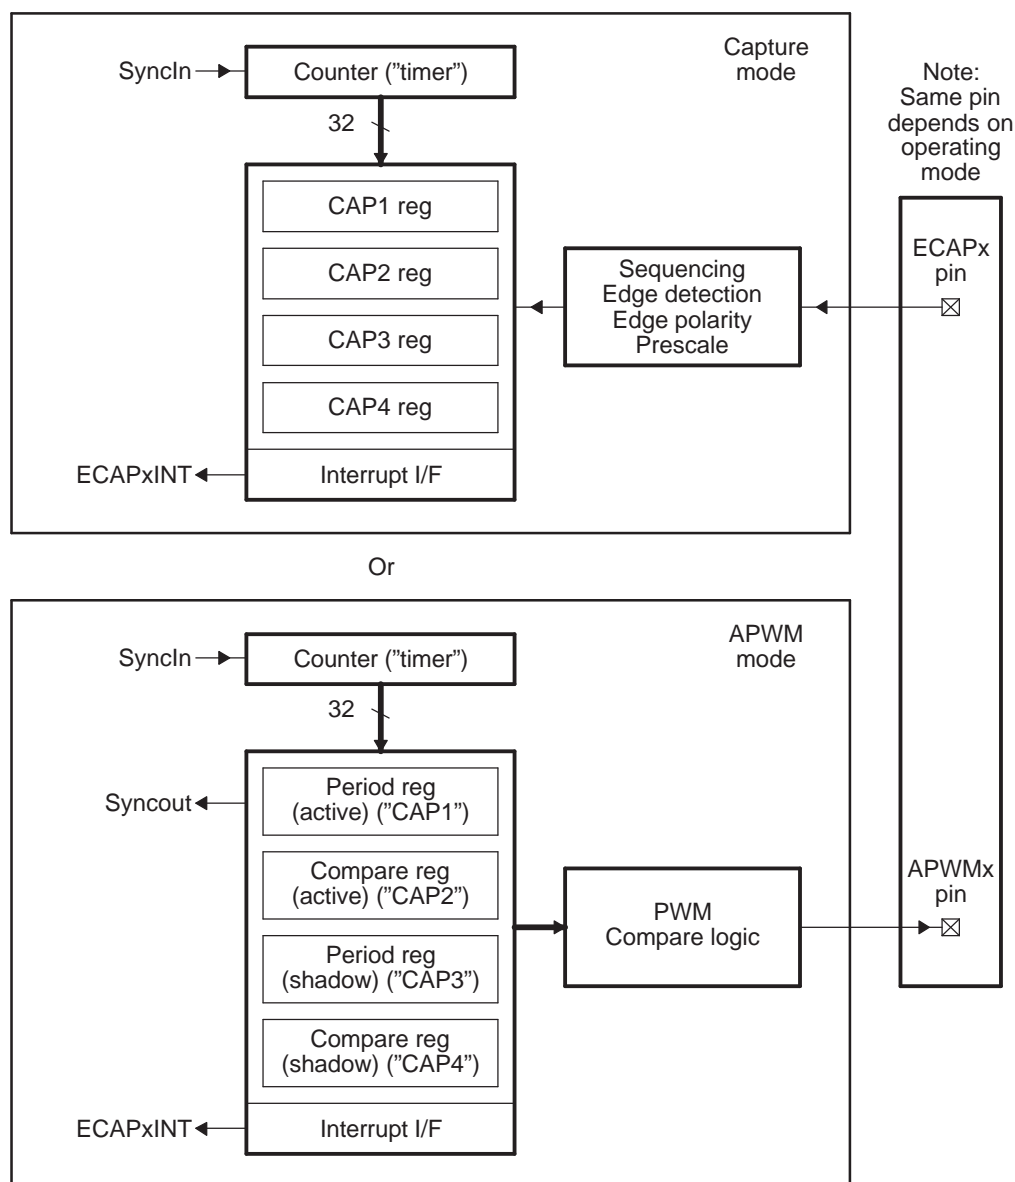 Capture
mode
SyncIn
Counter (”timer”)
32
CAP1 reg
CAP2 reg
CAP3 reg
CAP4 reg
Interrupt I/F
ECAPxINT
Sequencing
Edge detection
Edge polarity
Prescale
Note:
Same pin
depends on
operating
mode
ECAPx
pin
Or
APWM
mode
SyncIn
Counter (”timer”)
32
Syncout
Period reg
(active) (”CAP1”)
Compare reg
(active) (”CAP2”)
Period reg
(shadow) (”CAP3”)
Compare reg
(shadow) (”CAP4”)
Interrupt I/F
ECAPxINT
PWM
Compare logic
APWMx
pin